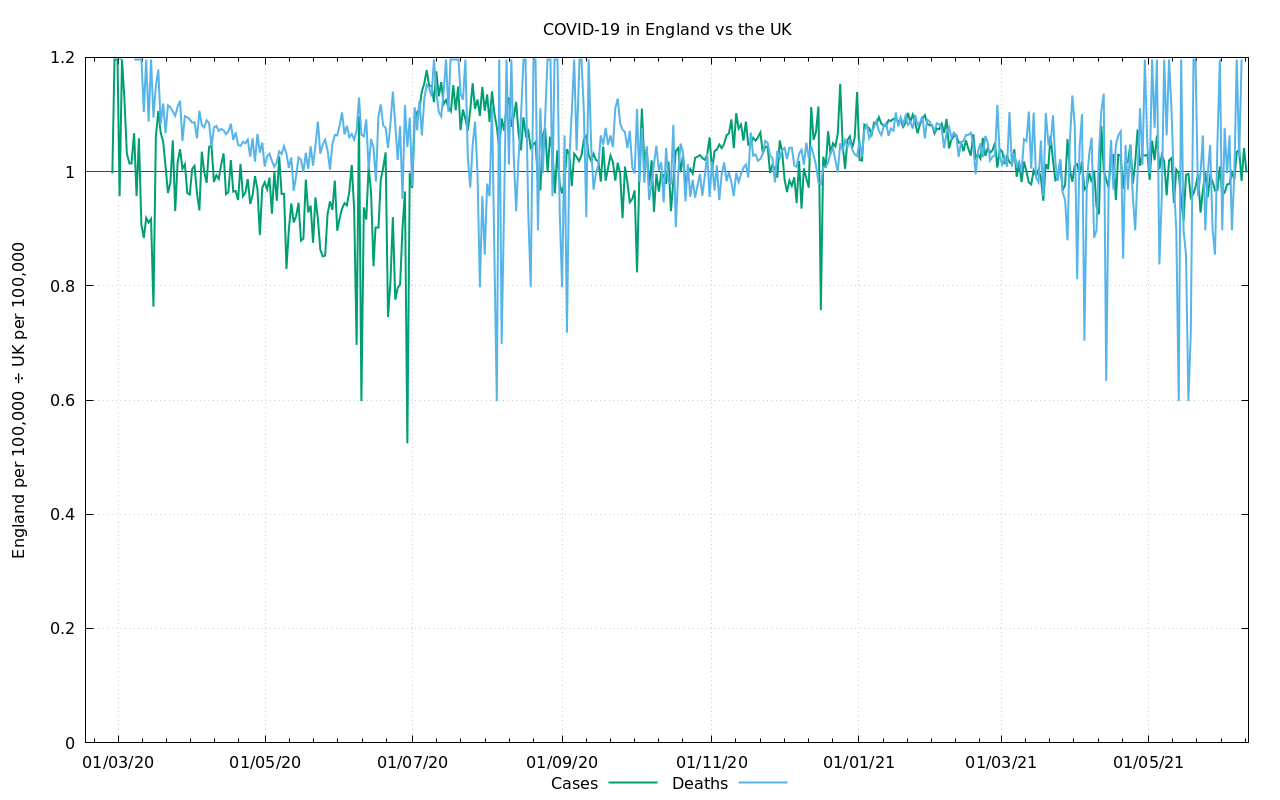 COVID-19 in England vs the UK
England per 100,000 ÷ UK per 100,000
1.2
1
0.8
0.6
0.4
0.2
0
01/03/20 01/05/20 01/07/20 01/09/20 01/11/20 01/01/21 01/03/21 01/05/21
Cases Deaths